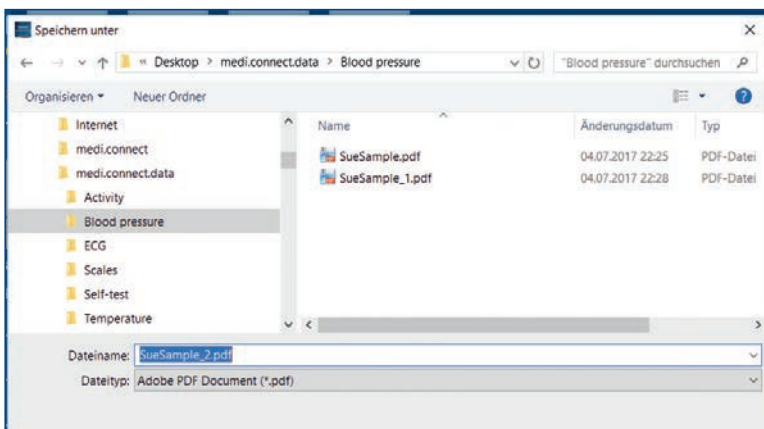 Speichern unter
« Desktop > medi.connect.data > Blood pressure
"Blood pressure" durchsuchen
Organisieren
Neuer Ordner
Internet
medi.connect
medi.connect.data
Activity
Blood pressure
ECG
Scales
Self-test
Temperature
Name Änderungsdatum Typ
SueSample.pdf 04.07.2017 22:25 PDF-Datei
SueSample_1.pdf 04.07.2017 22:28 PDF-Datei
Dateiname: SueSample_2.pdf
Dateityp: Adobe PDF Document (*.pdf)